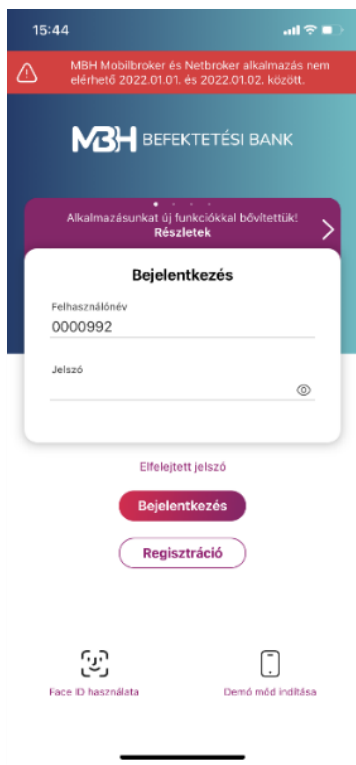 15:44
MBH Mobilbroker és Netbroker alkalmazás nem
elérhető 2022.01.01. és 2022.01.02. között.
MBH BEFEKTETÉSI BANK
Alkalmazásunkat új funkciókkal bővítettük!
Részletek
Bejelentkezés
Felhasználónév
0000992
Jelszó
Elfelejtett jelszó
Bejelentkezés
Regisztráció
Face ID használata
Demó mód indítása